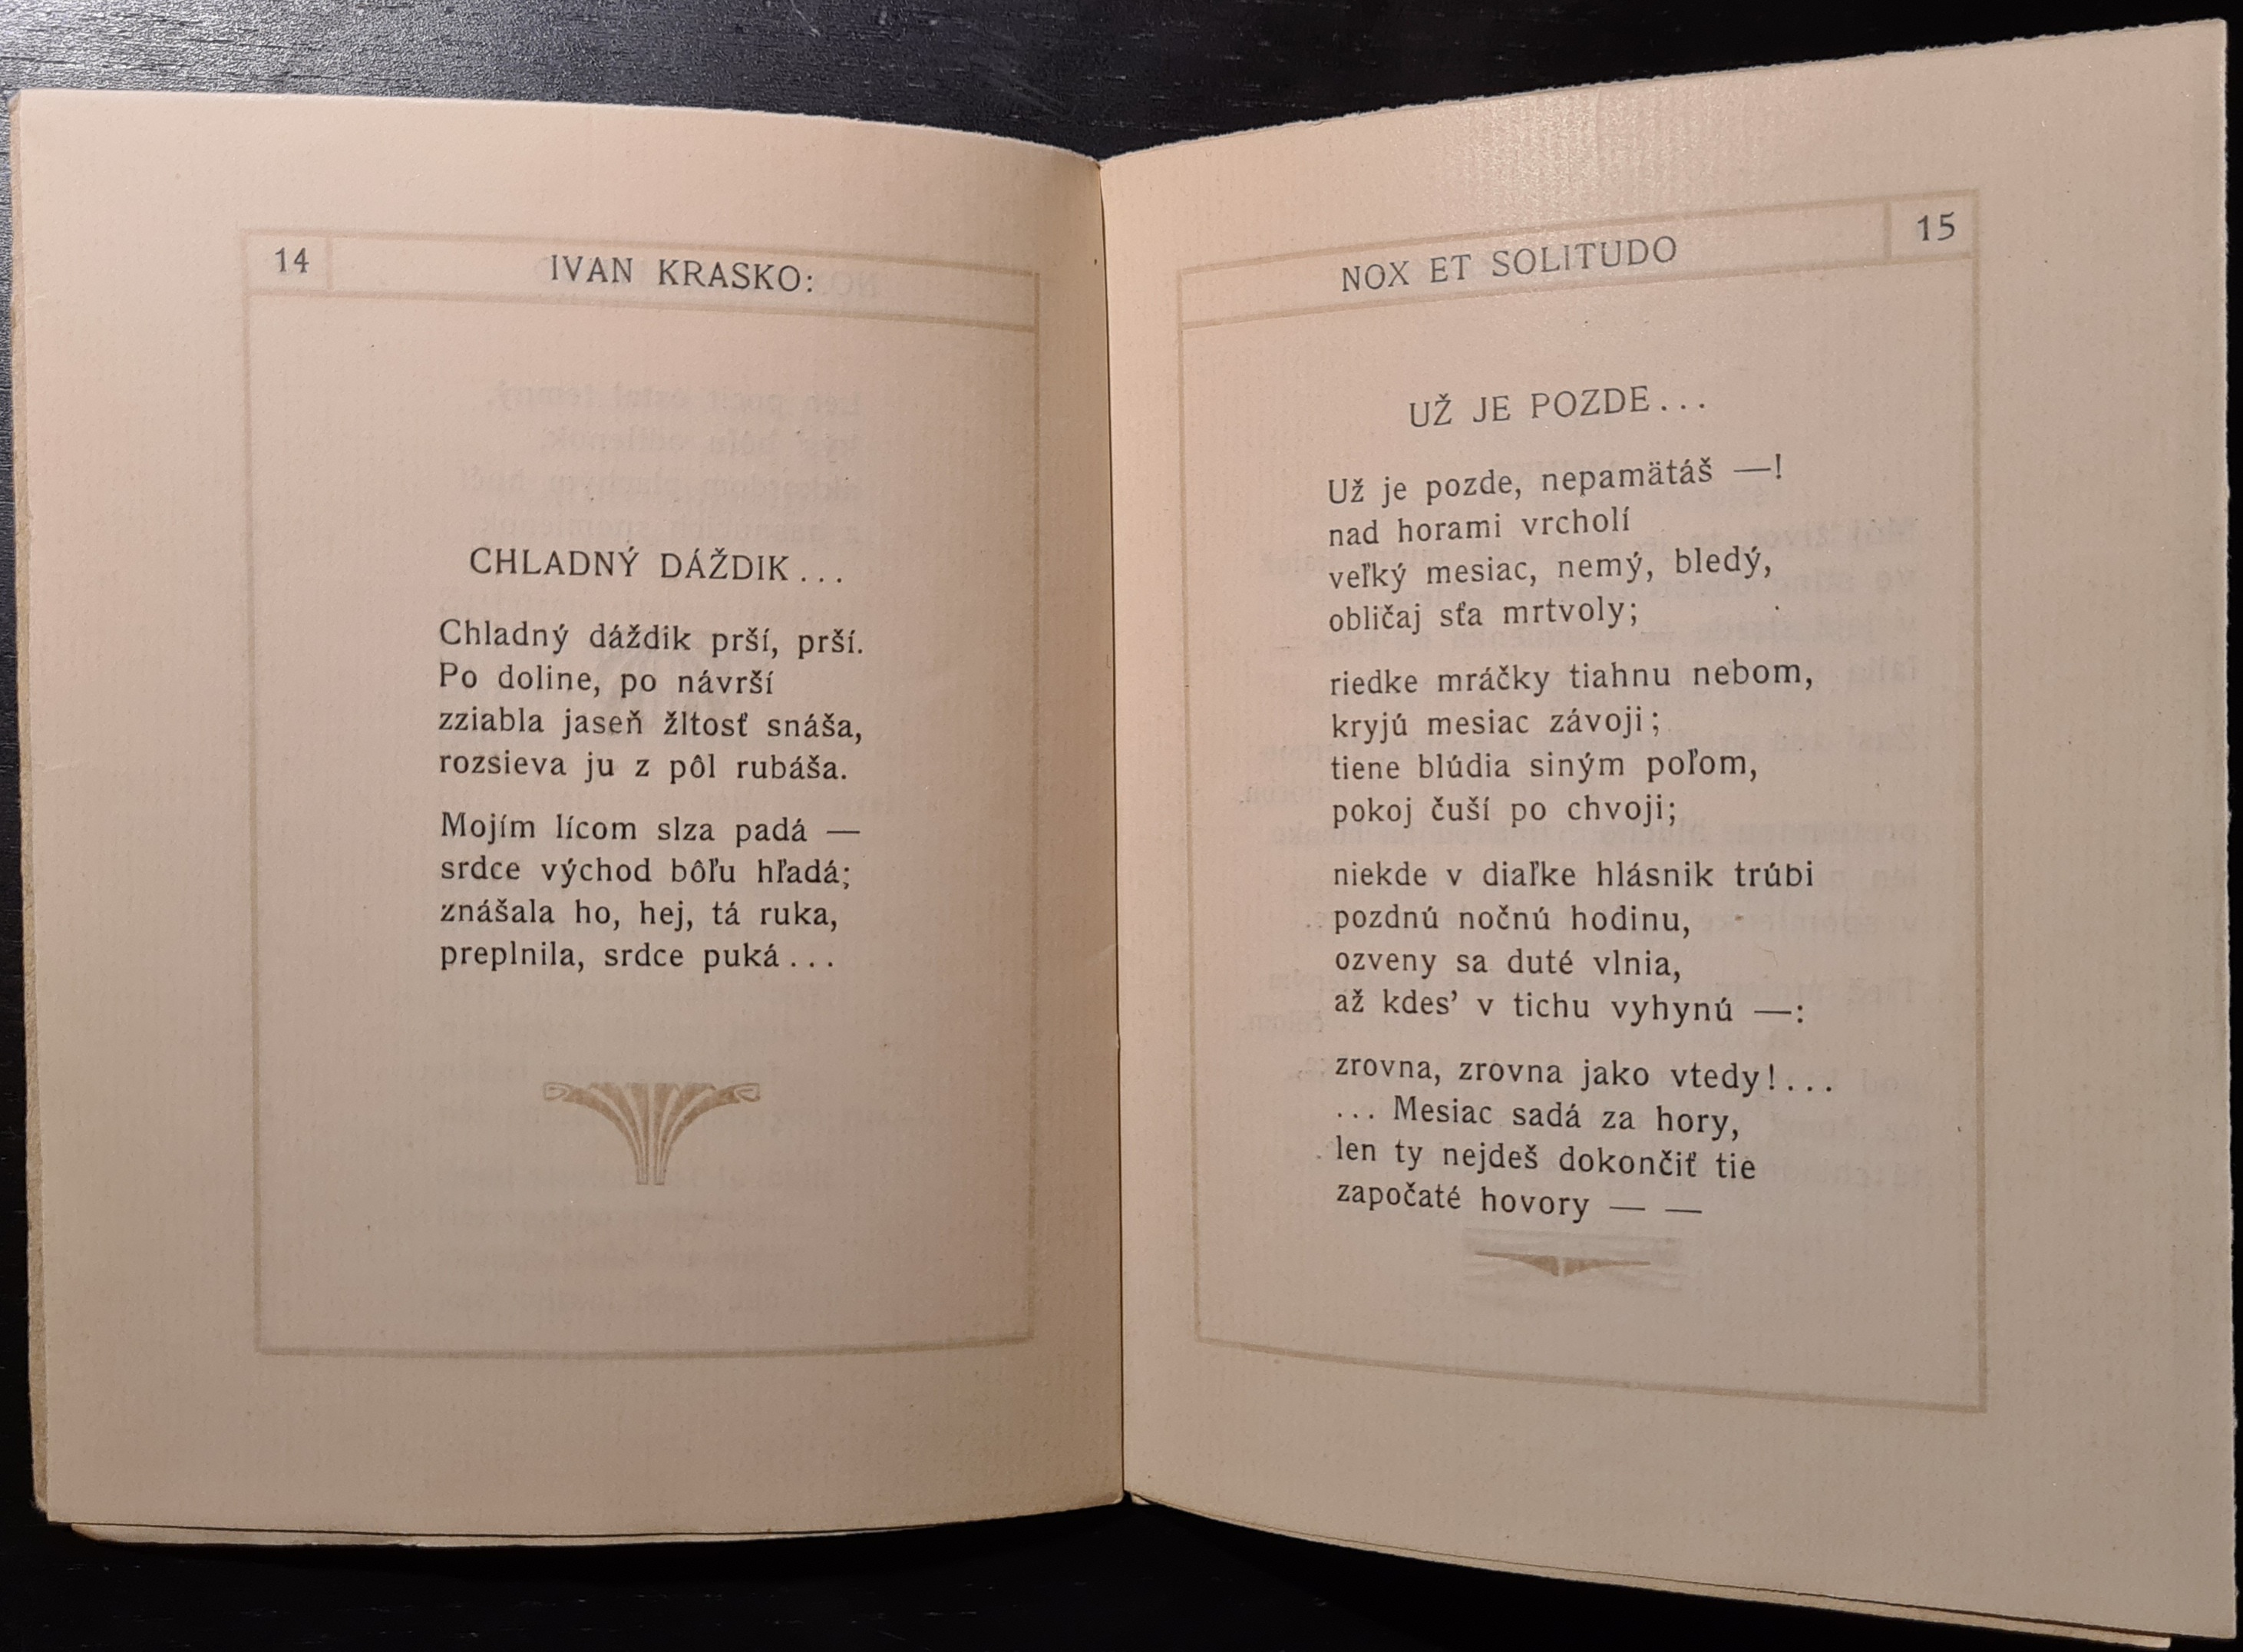 14
IVAN KRASKO:
CHLADNÝ DÁŽDIK...
Chladný dáždik prší, prší.
Po doline, po návrší
zziabla jaseň žltosť snáša,
rozsieva ju z pôl rubáša.
Mojím lícom slza padá —
srdce východ bôľu hľadá;
znášala ho, hej, tá ruka,
preplnila, srdce puká...
NOX ET SOLITUDO
15
UŽ JE POZDE...
Už je pozde, nepamätáš —!
nad horami vrcholí
veľký mesiac, nemý, bledý,
obličaj sťa mrtvoly;
riedke mráčky tiahnu nebom,
kryjú mesiac závoji;
tiene blúdia siným poľom,
pokoj čuší po chvoji;
niekde v diaľke hlásnik trúbi
pozdnú nočnú hodinu,
ozveny sa duté vlnia,
až kdes’ v tichu vyhynú —:
zrovna, zrovna jako vtedy!...
... Mesiac sadá za hory,
len ty nejdeš dokončiť tie
započaté hovory — —